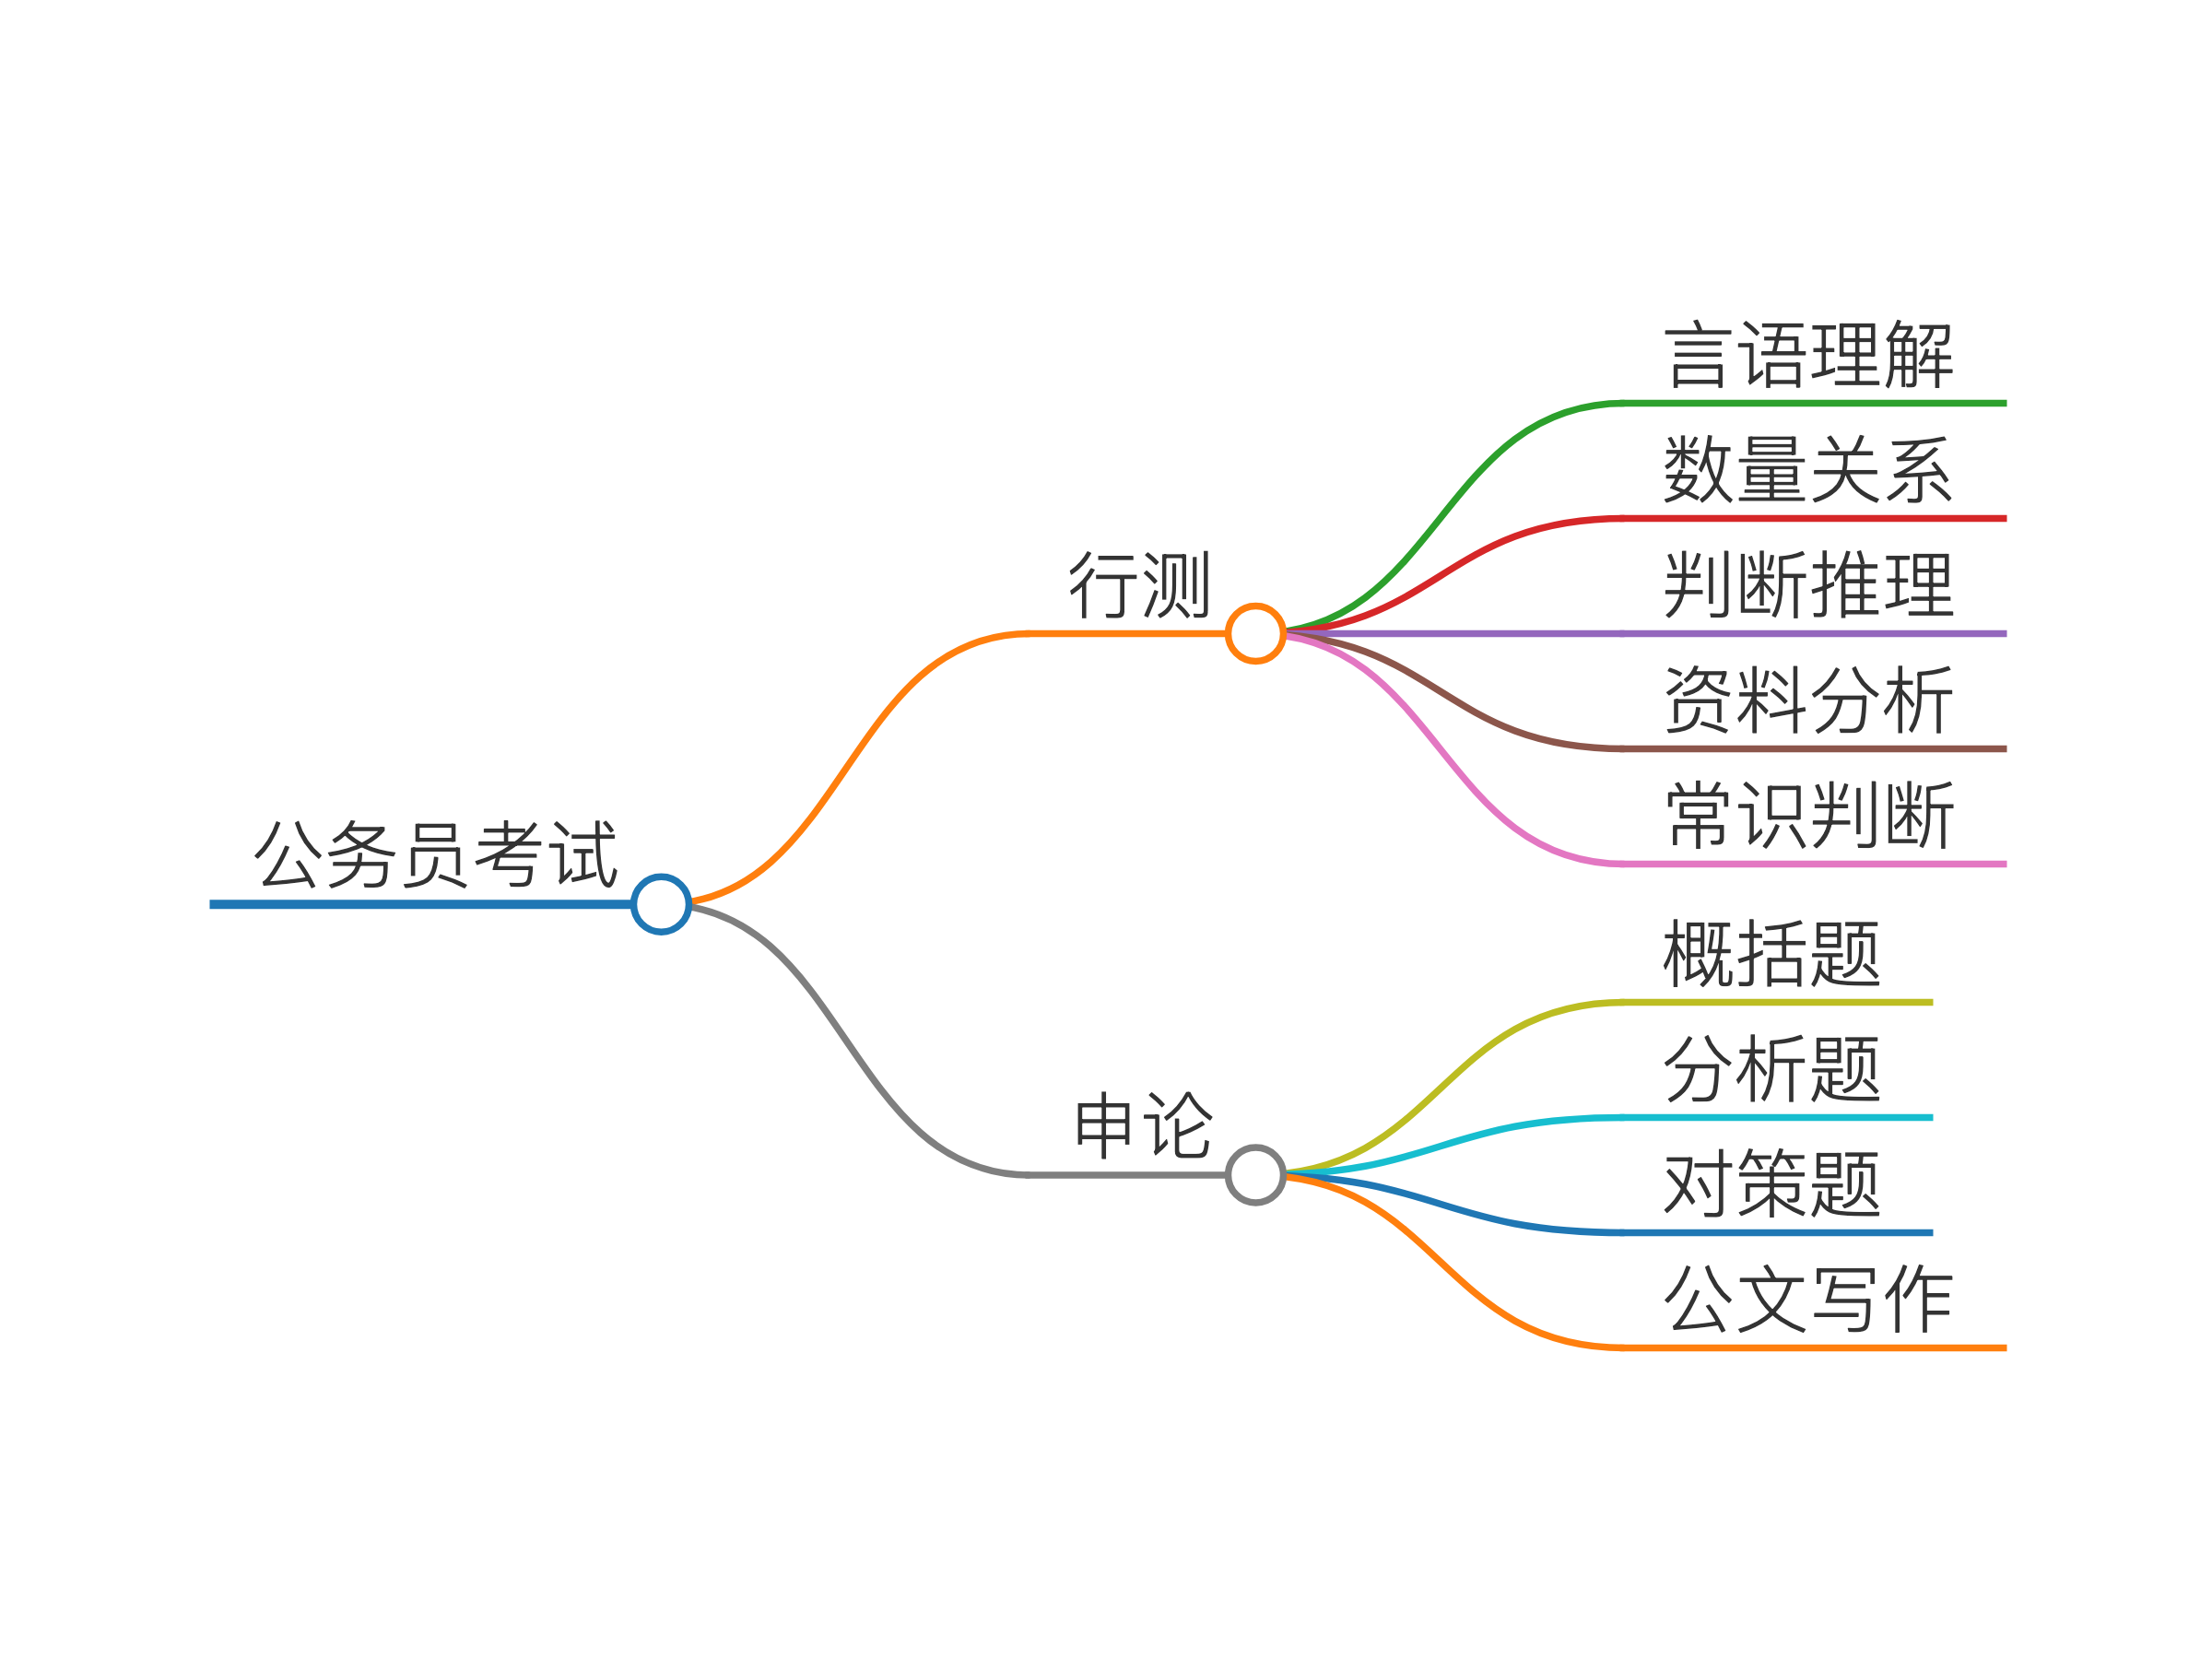 公务员考试
行测
言语理解
数量关系
判断推理
资料分析
常识判断
申论
概括题
分析题
对策题
公文写作